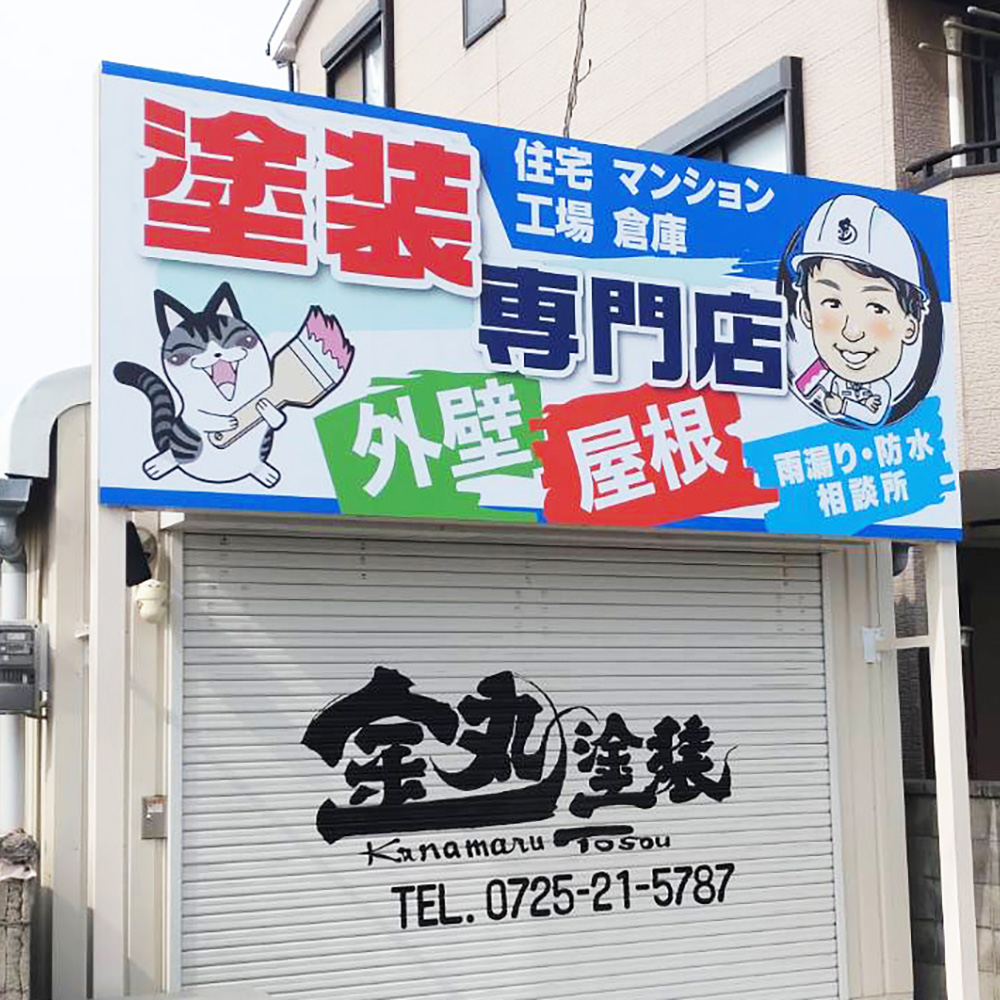 塗装
住宅 マンション
工場 倉庫
専門店
外壁
屋根
雨漏り・防水
相談所
金丸塗装
Kanamaru Tosou
TEL. 0725-21-5787